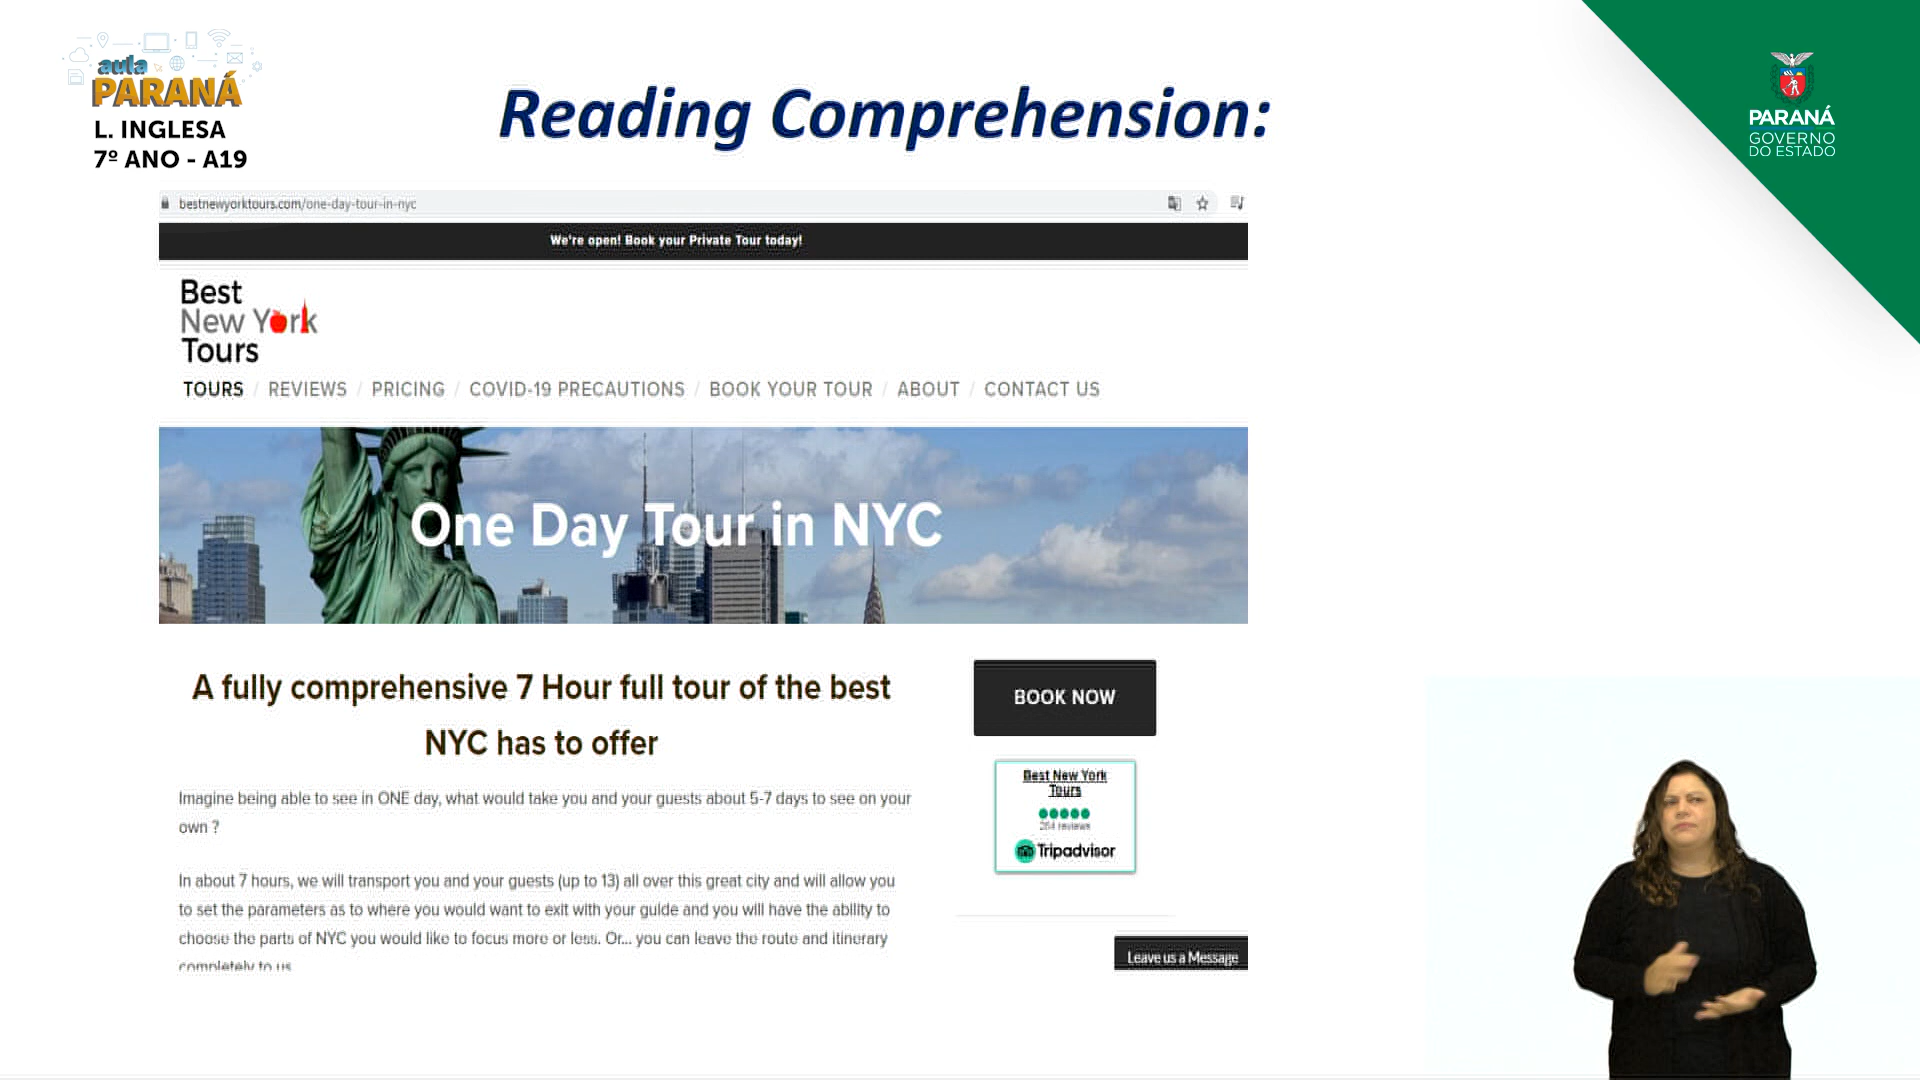 aula
PARANÁ
L. INGLESA
7º ANO - A19
Reading Comprehension:
PARANÁ
GOVERNO
DO ESTADO
bestnewyorktours.com/one-day-tour-in-nyc
We're open! Book your Private Tour today!
Best
New York
Tours
TOURS / REVIEWS / PRICING / COVID-19 PRECAUTIONS / BOOK YOUR TOUR / ABOUT / CONTACT US
One Day Tour in NYC
A fully comprehensive 7 Hour full tour of the best
NYC has to offer
BOOK NOW
Best New York
Tours
264 reviews
Tripadvisor
Imagine being able to see in ONE day, what would take you and your guests about 5-7 days to see on your
own ?
In about 7 hours, we will transport you and your guests (up to 13) all over this great city and will allow you
to set the parameters as to where you would want to exit with your guide and you will have the ability to
choose the parts of NYC you would like to focus more or less. Or... you can leave the route and itinerary
completely to us
Leave us a Message